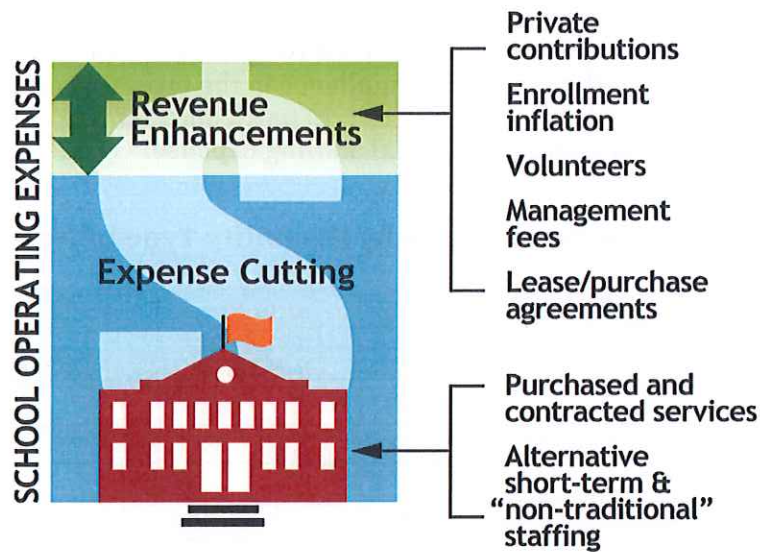 SCHOOL OPERATING EXPENSES
Revenue
Enhancements
Expense Cutting
Private
contributions
Enrollment
inflation
Volunteers
Management
fees
Lease/purchase
agreements
Purchased and
contracted services
Alternative
short-term &
“non-traditional”
staffing